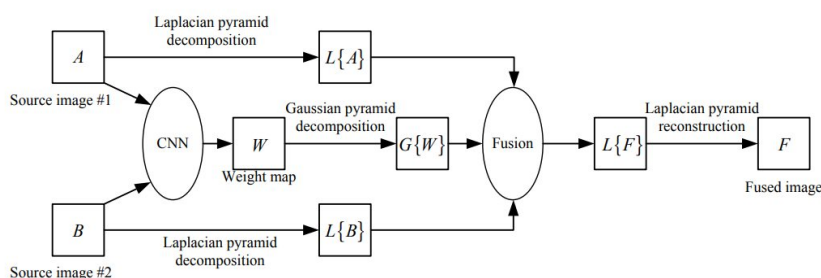 Laplacian pyramid
decomposition
A
L{A}
Source image #1
Gaussian pyramid
decomposition
Laplacian pyramid
reconstruction
CNN
W
G{W}
Fusion
L{F}
F
Weight map
Fused image
B
L{B}
Laplacian pyramid
decomposition
Source image #2